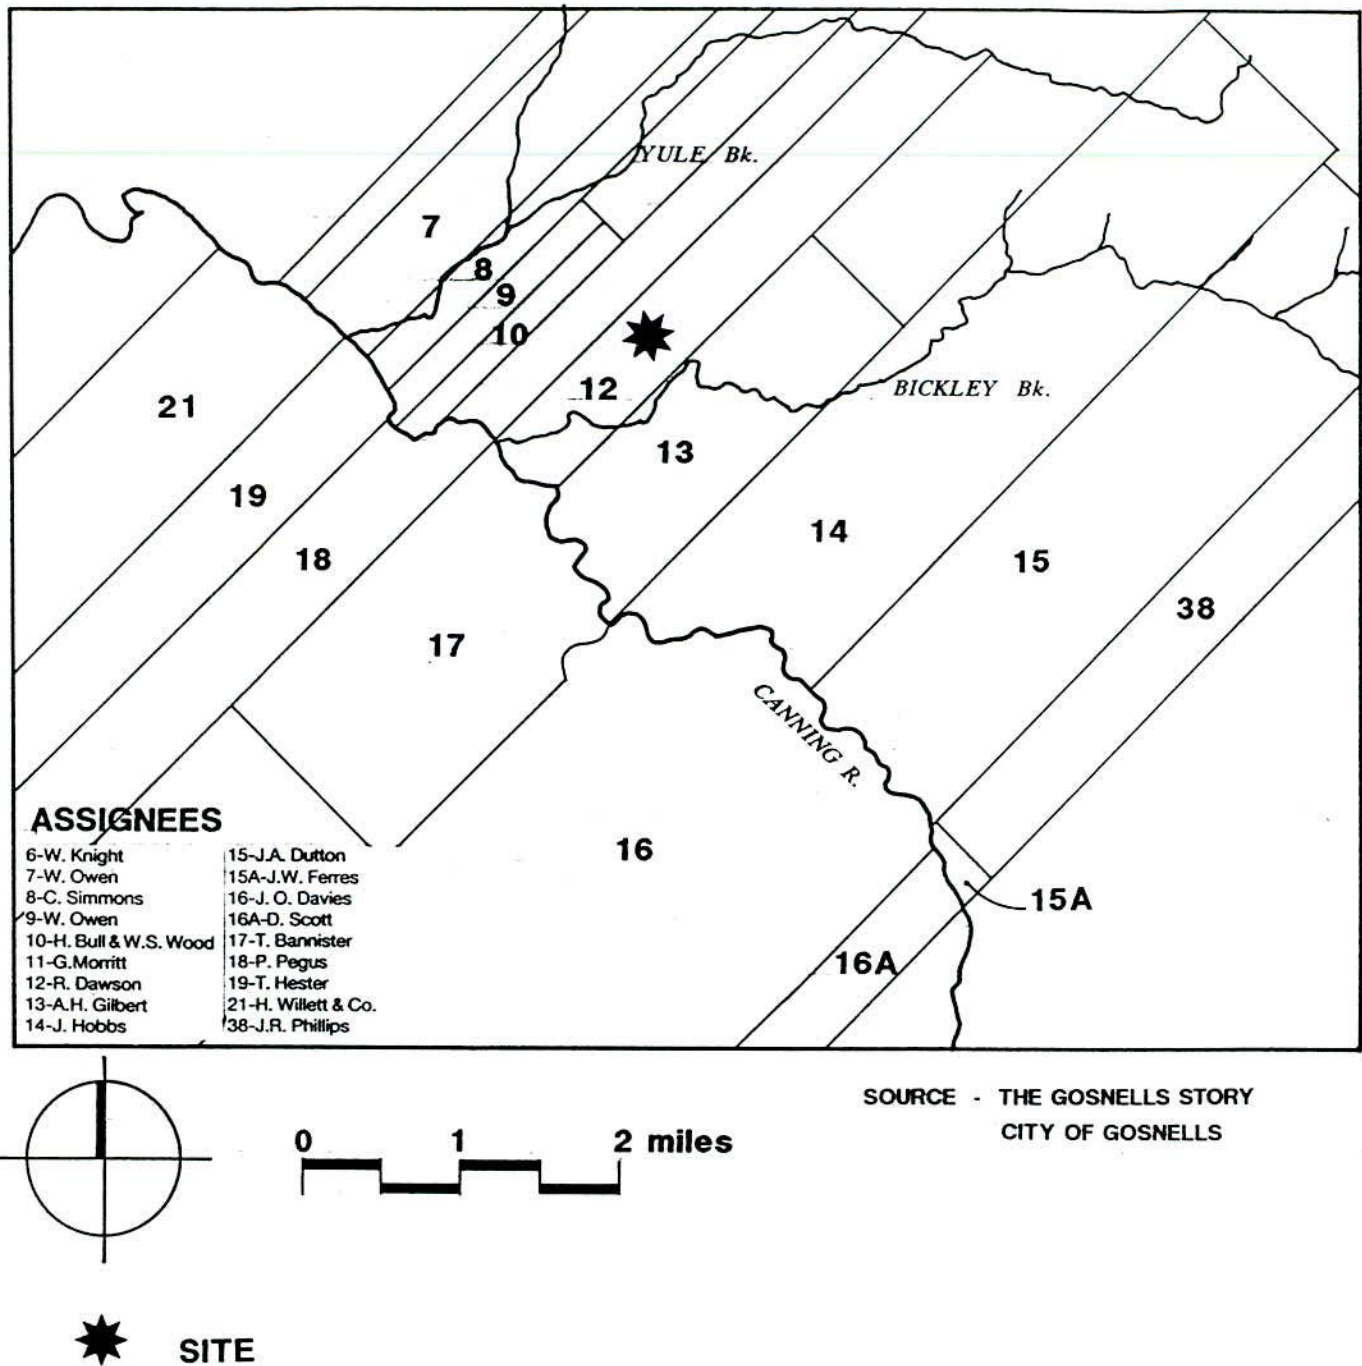 YULE Bk.
7
8
9
10
12
BICKLEY Bk.
21
13
19
14
18
15
38
17
CANNING R.
16
15A
16A
ASSIGNEES
6-W. Knight
7-W. Owen
8-C. Simmons
9-W. Owen
10-H. Bull & W.S. Wood
11-G.Morritt
12-R. Dawson
13-A.H. Gilbert
14-J. Hobbs
15-J.A. Dutton
15A-J.W. Ferres
16-J. O. Davies
16A-D. Scott
17-T. Bannister
18-P. Pegus
19-T. Hester
21-H. Willett & Co.
38-J.R. Phillips
0 1 2 miles
SOURCE - THE GOSNELLS STORY
CITY OF GOSNELLS
SITE